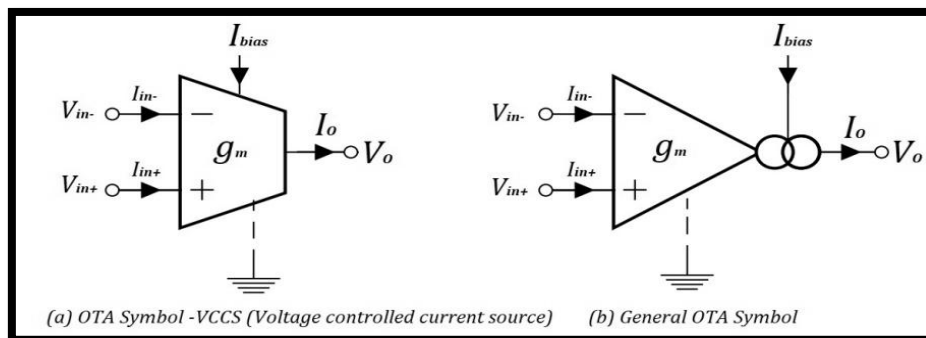 I_bias
I_in-
V_in-
−
g_m
I_o
V_o
I_in+
V_in+
+
(a) OTA Symbol -VCCS (Voltage controlled current source)
I_bias
I_in-
V_in-
−
g_m
I_o
V_o
I_in+
V_in+
+
(b) General OTA Symbol